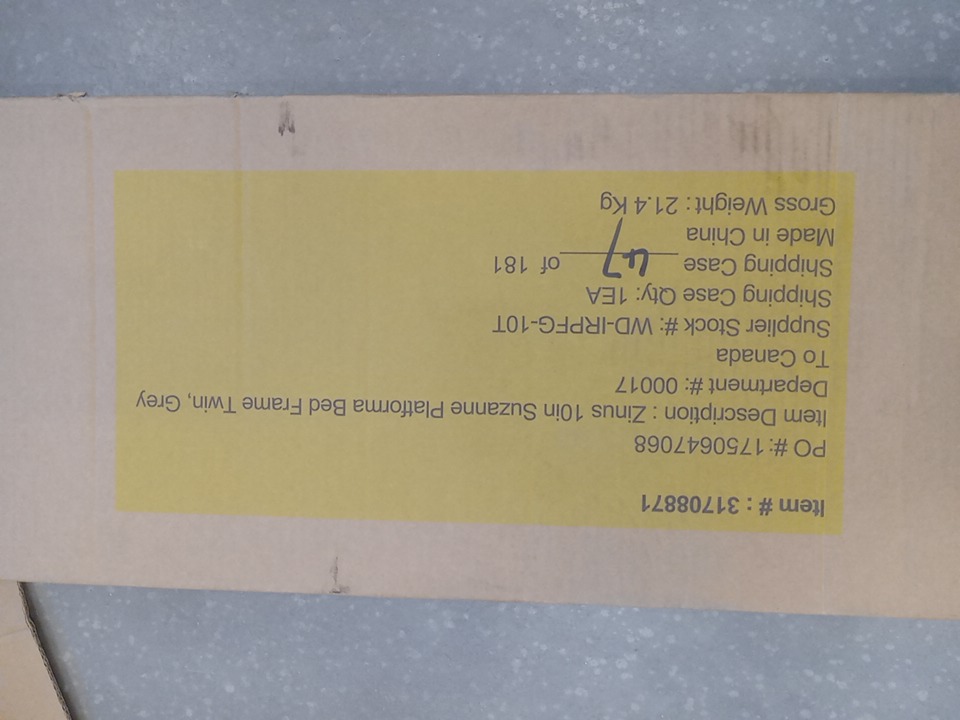 Item # : 31708871
PO #:1750647068
Item Description : Zinus 10in Suzanne Platforma Bed Frame Twin, Grey
Department #: 00017
To Canada
Supplier Stock #: WD-IRPFG-10T
Shipping Case Qty: 1EA
Shipping Case 47 of 181
Made in China
Gross Weight : 21.4 Kg